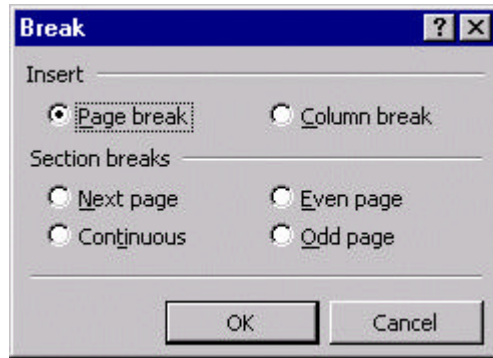 Break
Insert
Page break Column break
Section breaks
Next page Even page
Continuous Odd page
OK Cancel